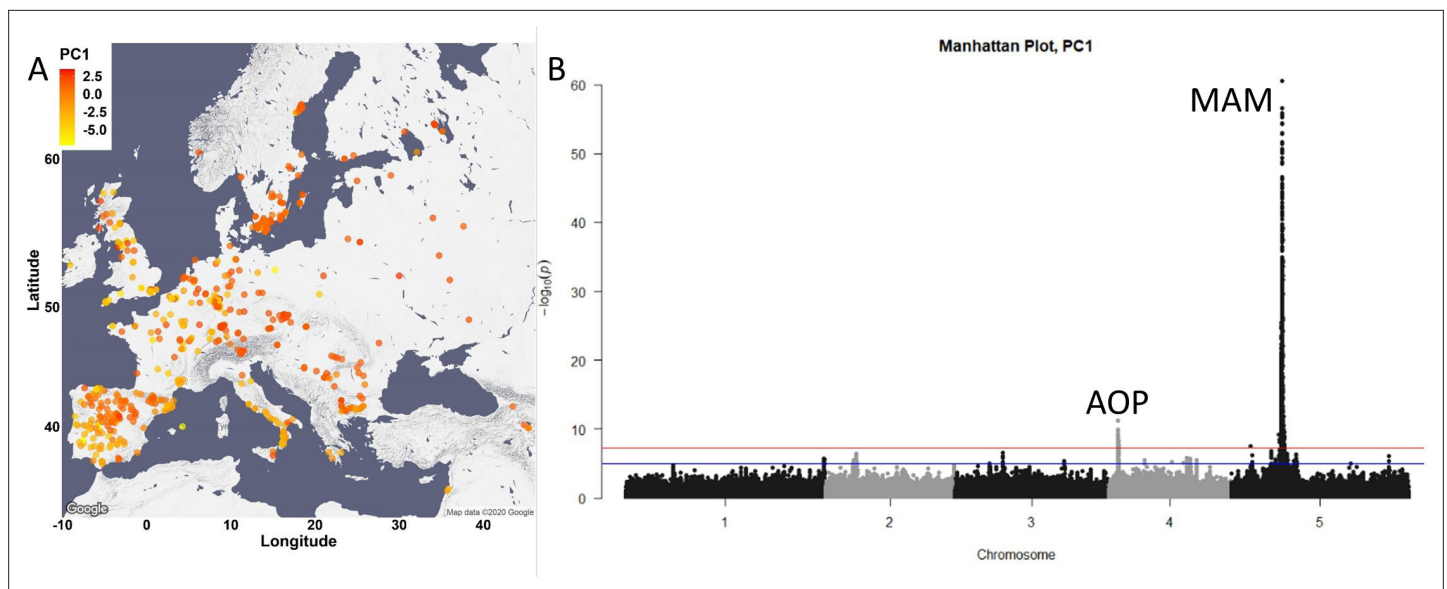 A
PC1
2.5
0.0
-2.5
-5.0
60
50
40
Latitude
Google
Map data ©2020 Google
-10
0
10
20
30
40
Longitude
B
Manhattan Plot, PC1
MAM
AOP
60
50
40
30
20
10
0
−log₁₀(p)
1
2
3
4
5
Chromosome